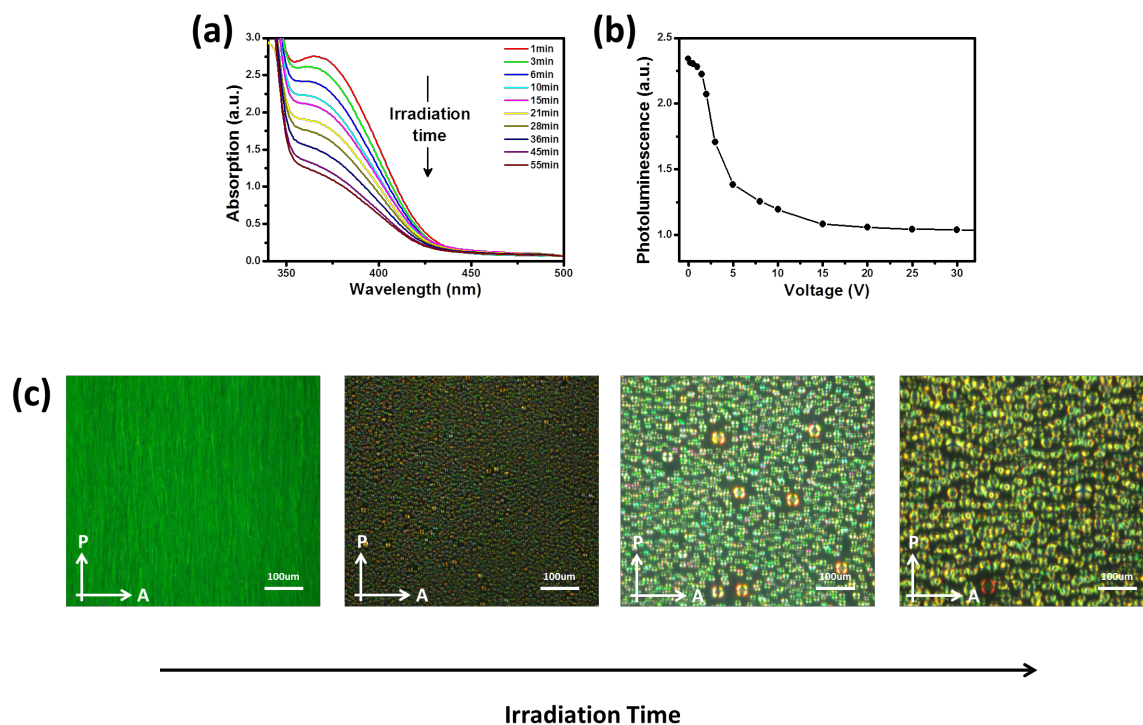 (a)
3.0
2.5
2.0
1.5
1.0
0.5
0.0
350
400
450
500
Absorption (a.u.)
Wavelength (nm)
Irradiation
time
1min
3min
6min
10min
15min
21min
28min
36min
45min
55min
(b)
2.5
2.0
1.5
1.0
0
5
10
15
20
25
30
Photoluminescence (a.u.)
Voltage (V)
(c)
P
A
100um
P
A
100um
P
A
100um
P
A
100um
Irradiation Time